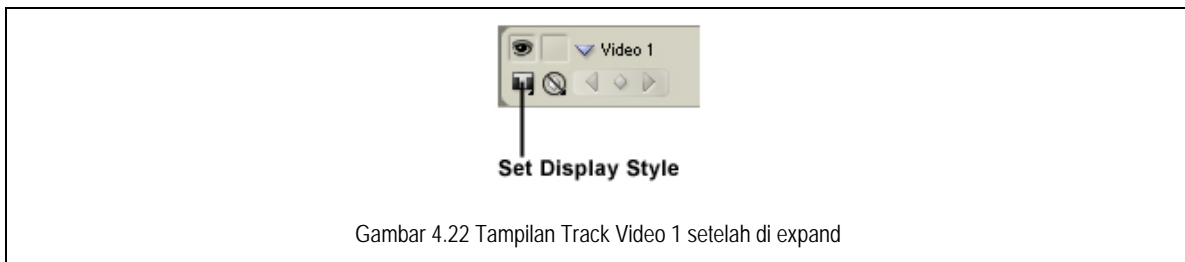 Video 1
Set Display Style
Gambar 4.22 Tampilan Track Video 1 setelah di expand